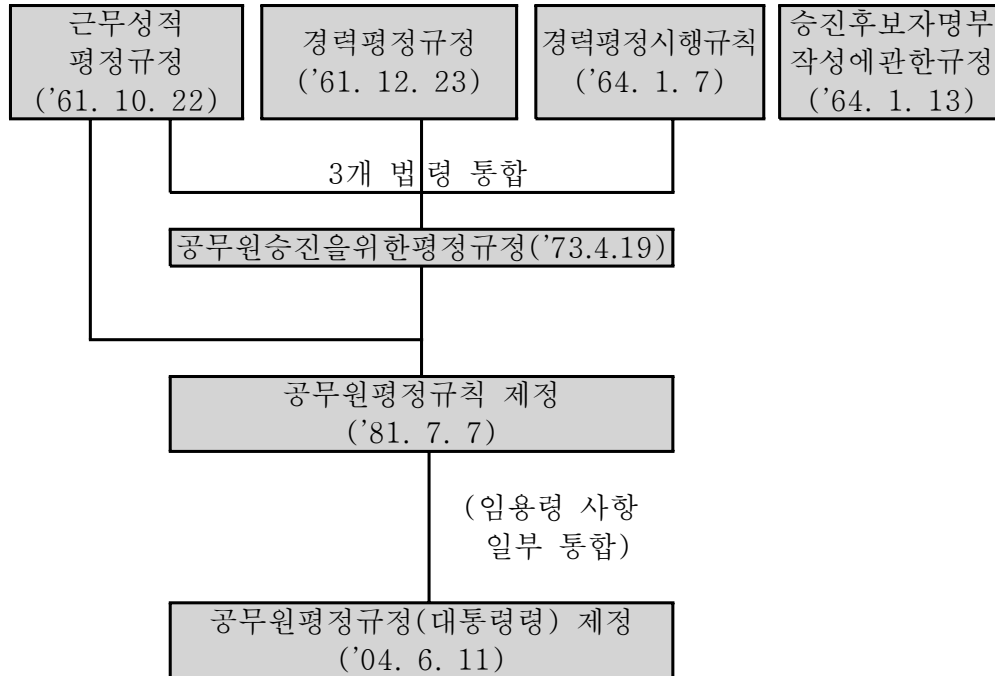 근무성적
평정규정
('61. 10. 22)
경력평정규정
('61. 12. 23)
경력평정시행규칙
('64. 1. 7)
승진후보자명부
작성에관한규정
('64. 1. 13)
3개 법령 통합
공무원승진을위한평정규정('73.4.19)
공무원평정규칙 제정
('81. 7. 7)
(임용령 사항
일부 통합)
공무원평정규정(대통령령) 제정
('04. 6. 11)